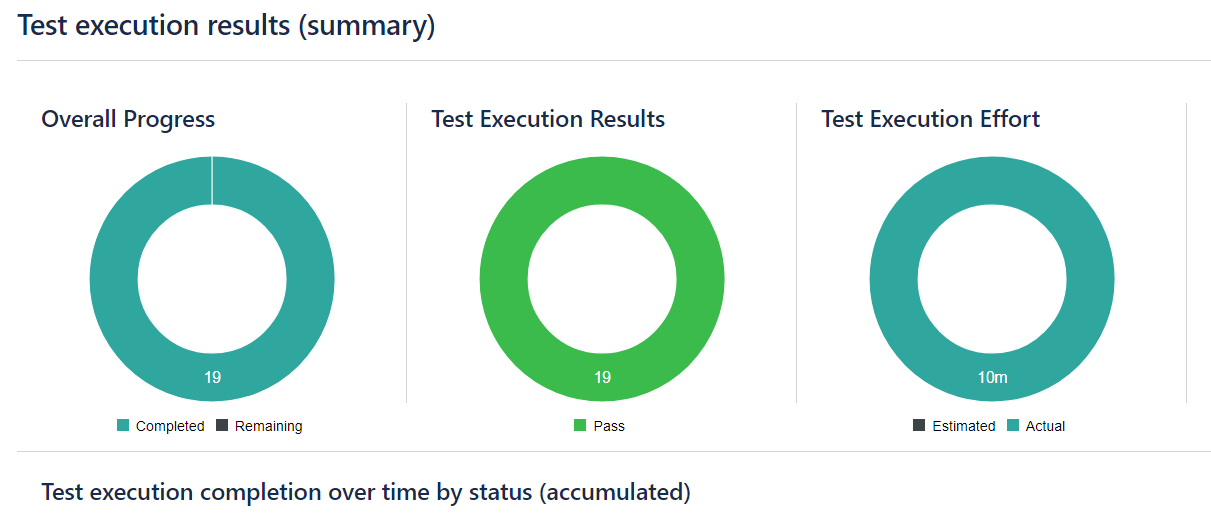 Test execution results (summary)
Overall Progress
Test Execution Results
Test Execution Effort
19
19
10m
Completed
Remaining
Pass
Estimated
Actual
Test execution completion over time by status (accumulated)